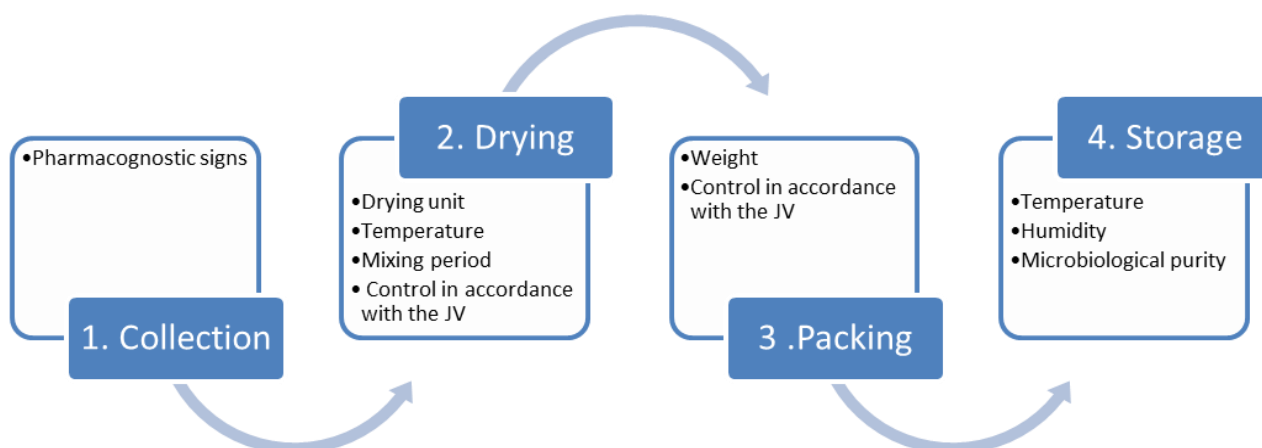 •Pharmacognostic signs
1. Collection
2. Drying
•Drying unit
•Temperature
•Mixing period
• Control in accordance
with the JV
•Weight
•Control in accordance
with the JV
3 .Packing
4. Storage
•Temperature
•Humidity
•Microbiological purity